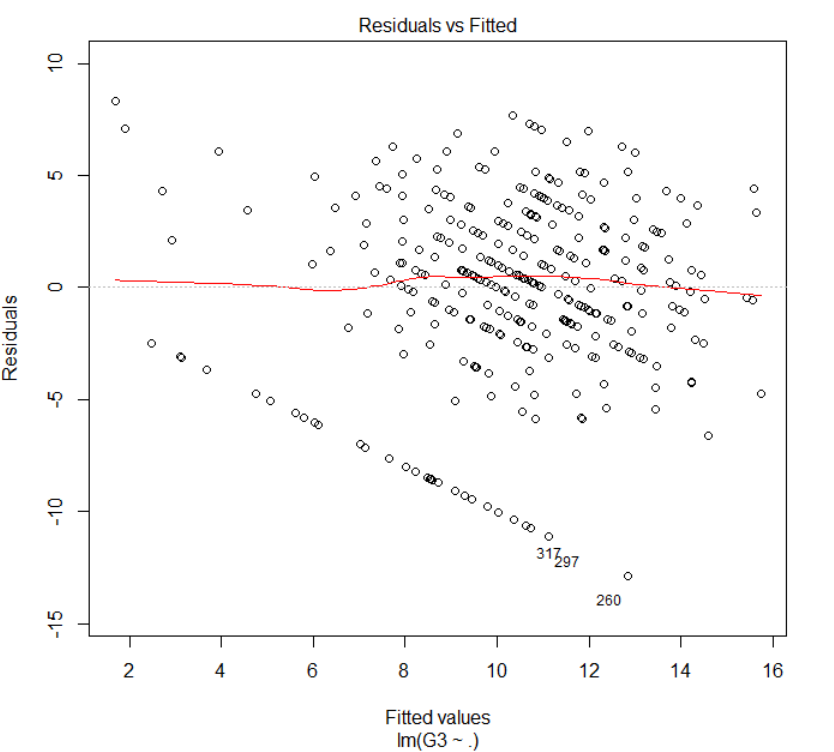 Residuals vs Fitted
10
5
0
-5
-10
-15
Residuals
317
297
260
2 4 6 8 10 12 14 16
Fitted values
lm(G3 ~ .)